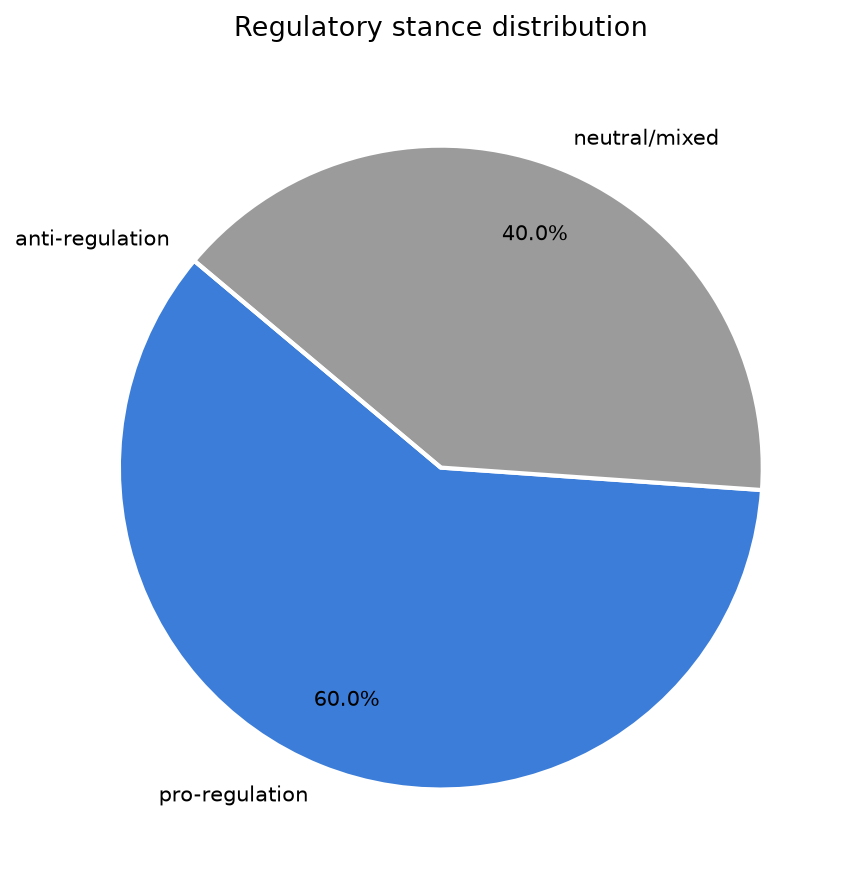 Regulatory stance distribution
neutral/mixed
40.0%
anti-regulation
60.0%
pro-regulation